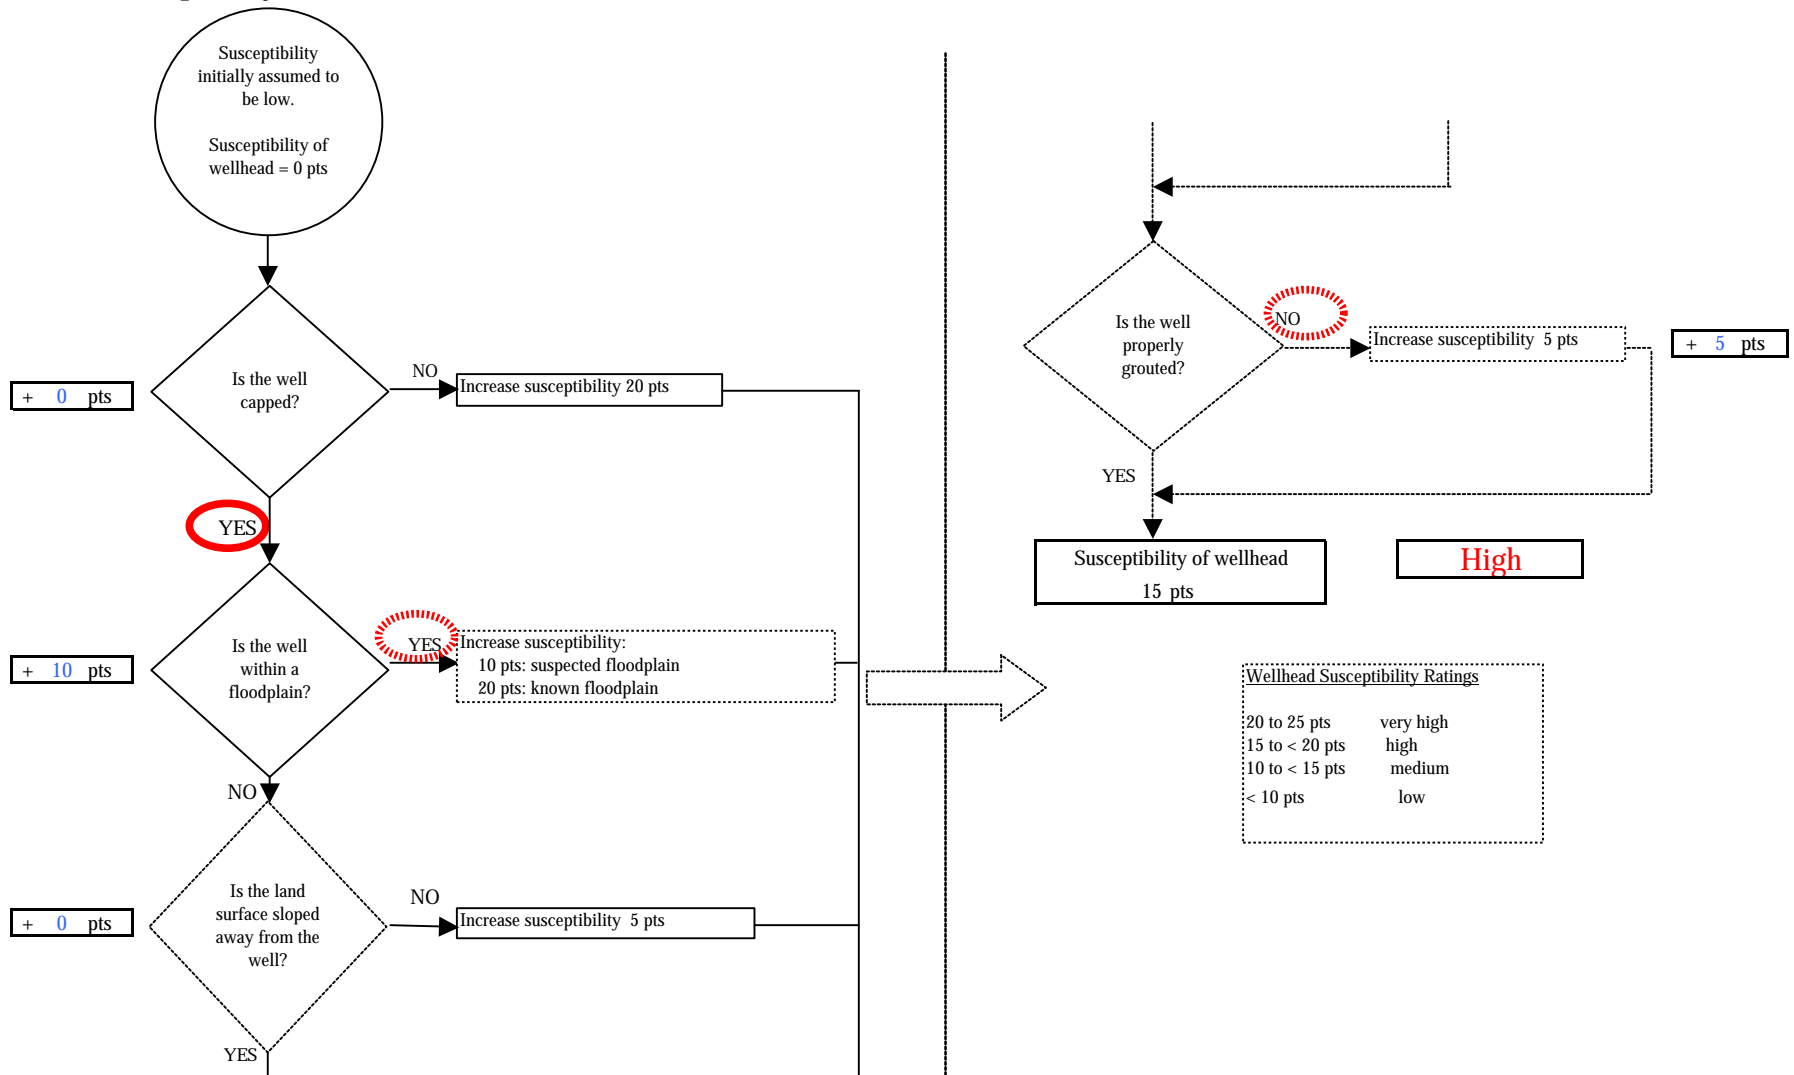 Susceptibility
initially assumed to
be low.
Susceptibility of
wellhead = 0 pts
Is the well
capped?
NO
Increase susceptibility 20 pts
+ 0 pts
YES
Is the well
within a
floodplain?
YES
Increase susceptibility:
10 pts: suspected floodplain
20 pts: known floodplain
+ 10 pts
NO
Is the land
surface sloped
away from the
well?
NO
Increase susceptibility 5 pts
+ 0 pts
YES
Is the well
properly
grouted?
NO
Increase susceptibility 5 pts
+ 5 pts
YES
Susceptibility of wellhead
15 pts
High
Wellhead Susceptibility Ratings
20 to 25 pts very high
15 to < 20 pts high
10 to < 15 pts medium
< 10 pts low